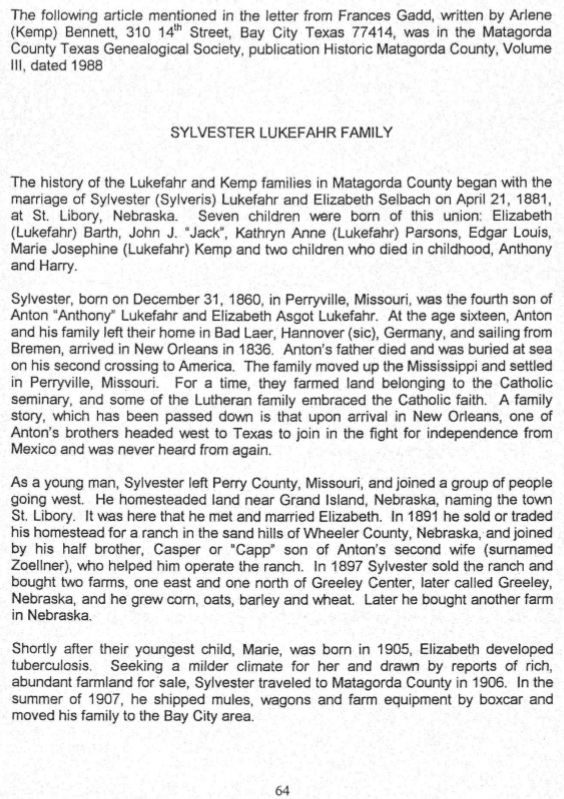 The following article mentioned in the letter from Frances Gadd, written by Arlene
(Kemp) Bennett, 310 14th Street, Bay City Texas 77414, was in the Matagorda
County Texas Genealogical Society, publication Historic Matagorda County, Volume
III, dated 1988
SYLVESTER LUKEFAHR FAMILY
The history of the Lukefahr and Kemp families in Matagorda County began with the
marriage of Sylvester (Sylveris) Lukefahr and Elizabeth Selbach on April 21, 1881,
at St. Libory, Nebraska. Seven children were born of this union: Elizabeth
(Lukefahr) Barth, John J. "Jack", Kathryn Anne (Lukefahr) Parsons, Edgar Louis,
Marie Josephine (Lukefahr) Kemp and two children who died in childhood, Anthony
and Harry.
Sylvester, born on December 31, 1860, in Perryville, Missouri, was the fourth son of
Anton "Anthony" Lukefahr and Elizabeth Asgot Lukefahr. At the age sixteen, Anton
and his family left their home in Bad Laer, Hannover (sic), Germany, and sailing from
Bremen, arrived in New Orleans in 1836. Anton's father died and was buried at sea
on his second crossing to America. The family moved up the Mississippi and settled
in Perryville, Missouri. For a time, they farmed land belonging to the Catholic
seminary, and some of the Lutheran family embraced the Catholic faith. A family
story, which has been passed down is that upon arrival in New Orleans, one of
Anton's brothers headed west to Texas to join in the fight for independence from
Mexico and was never heard from again.
As a young man, Sylvester left Perry County, Missouri, and joined a group of people
going west. He homesteaded land near Grand Island, Nebraska, naming the town
St. Libory. It was here that he met and married Elizabeth. In 1891 he sold or traded
his homestead for a ranch in the sand hills of Wheeler County, Nebraska, and joined
by his half brother, Casper or "Capp" son of Anton's second wife (surnamed
Zoellner), who helped him operate the ranch. In 1897 Sylvester sold the ranch and
bought two farms, one east and one north of Greeley Center, later called Greeley,
Nebraska, and he grew corn, oats, barley and wheat. Later he bought another farm
in Nebraska.
Shortly after their youngest child, Marie, was born in 1905, Elizabeth developed
tuberculosis. Seeking a milder climate for her and drawn by reports of rich,
abundant farmland for sale, Sylvester traveled to Matagorda County in 1906. In the
summer of 1907, he shipped mules, wagons and farm equipment by boxcar and
moved his family to the Bay City area.
64